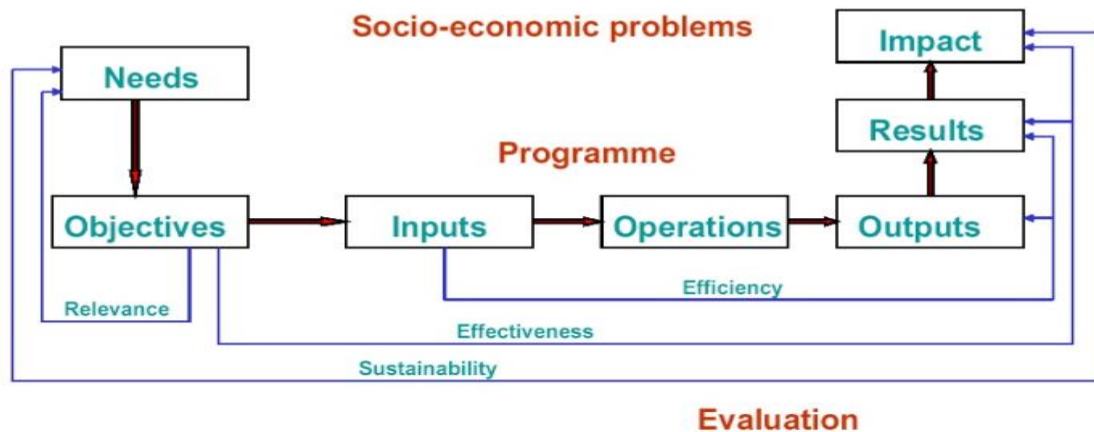 Socio-economic problems
Impact
Needs
Results
Programme
Objectives
Inputs
Operations
Outputs
Efficiency
Relevance
Effectiveness
Sustainability
Evaluation